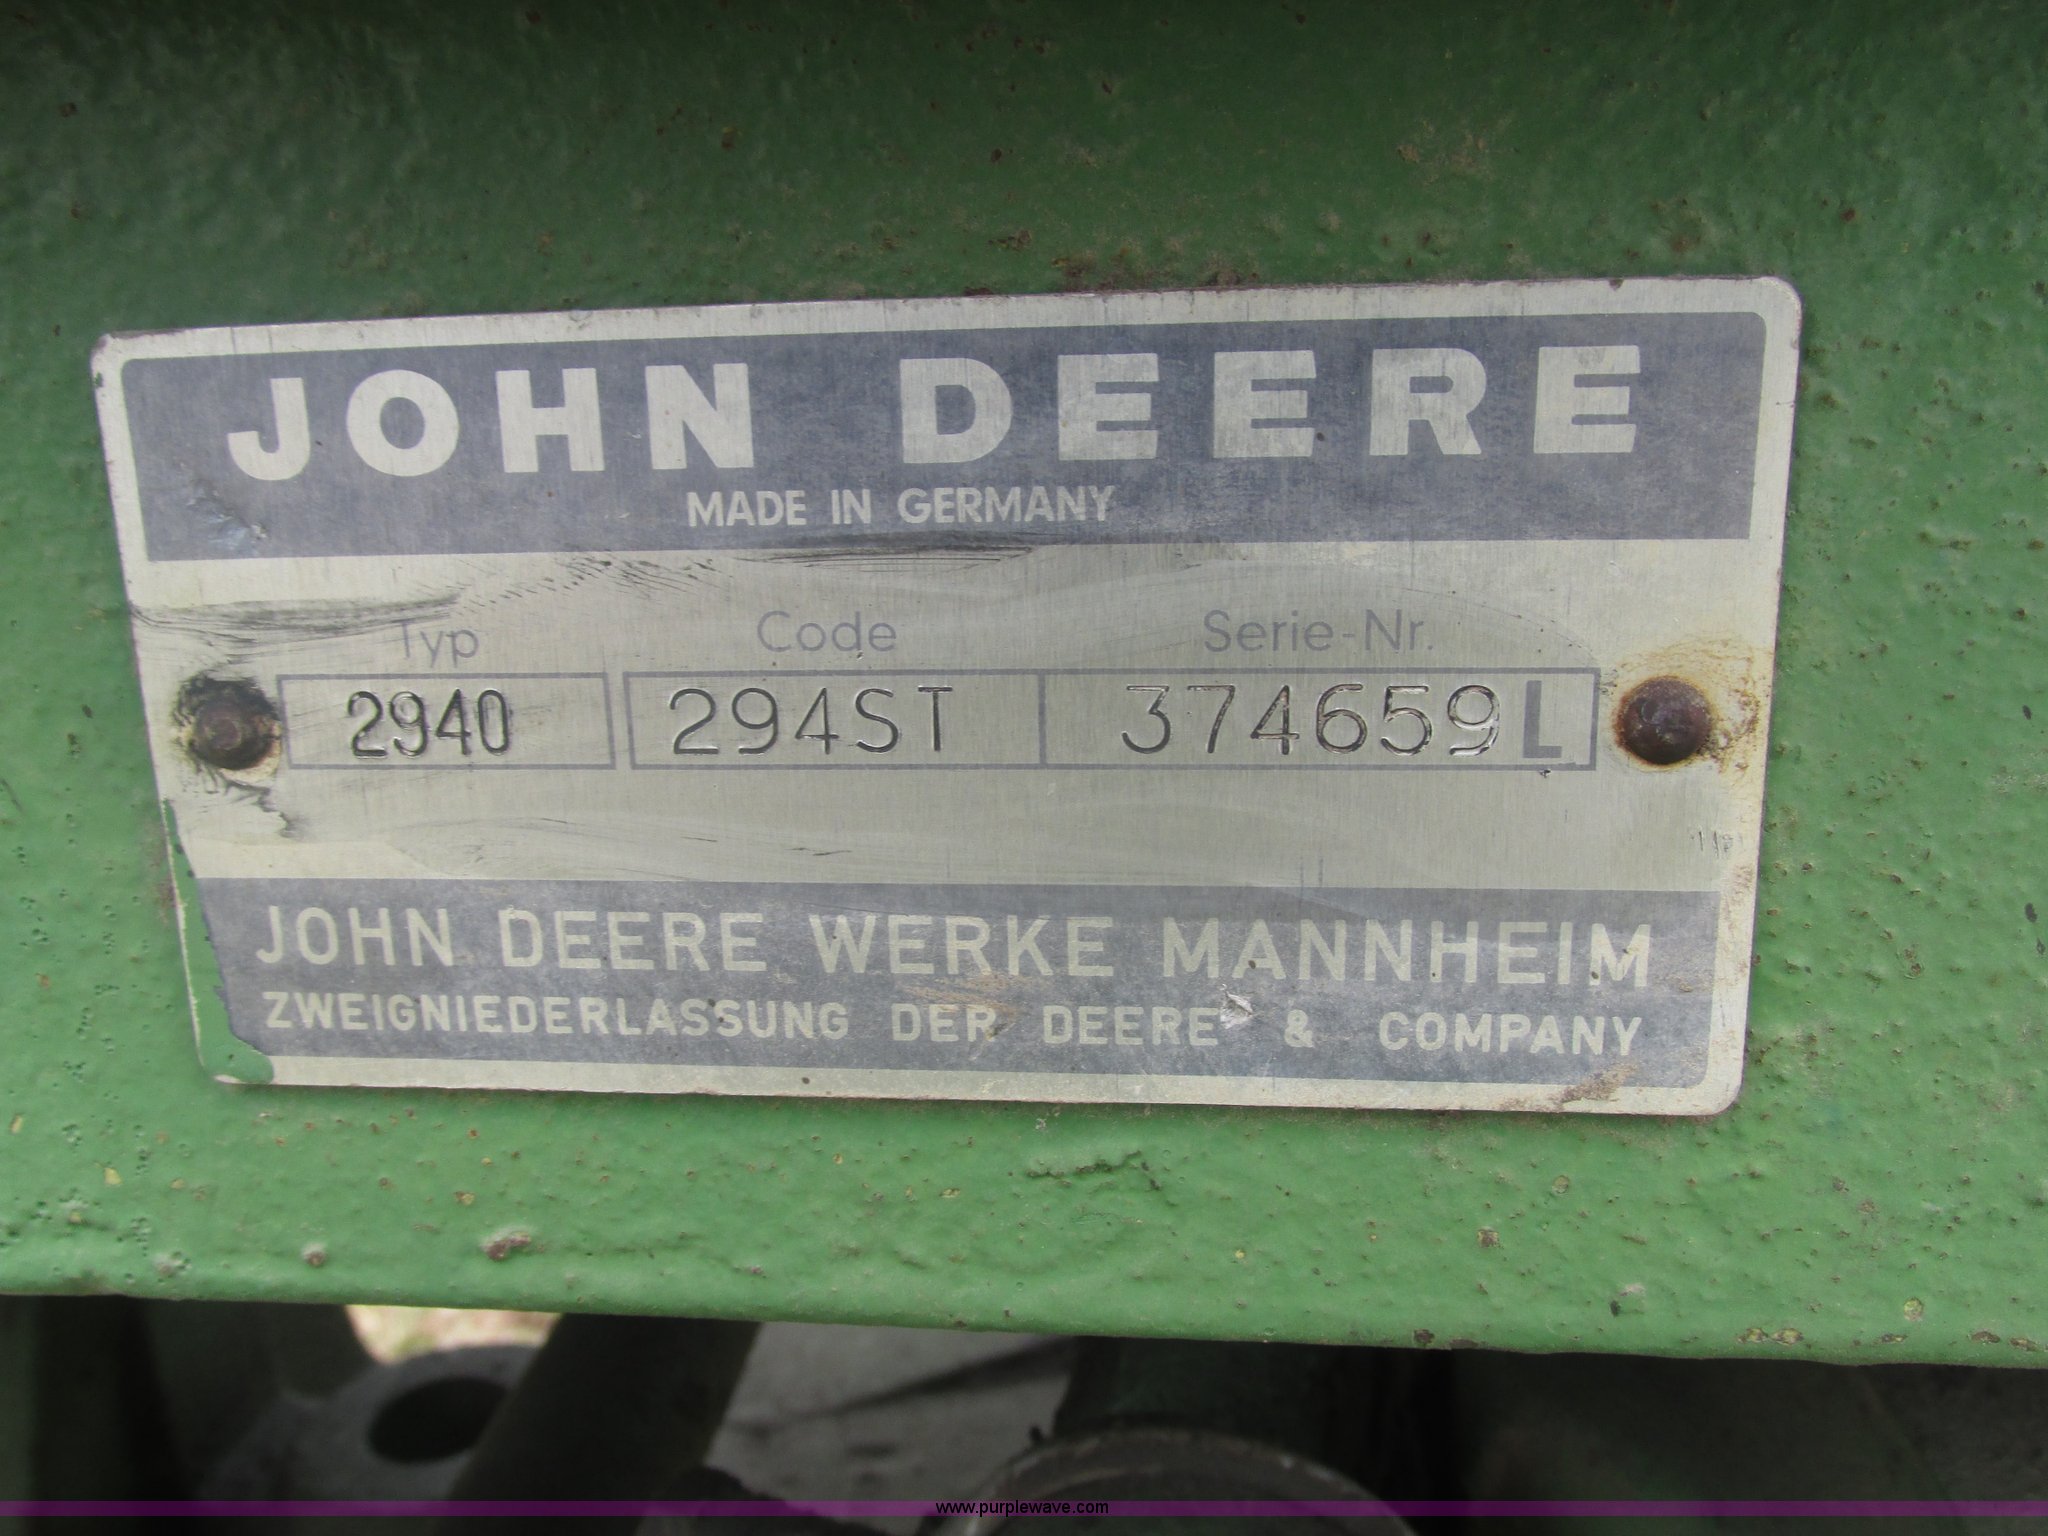 JOHN DEERE
MADE IN GERMANY
Typ Code Serie-Nr.
2940 294ST 374659L
JOHN DEERE WERKE MANNHEIM
ZWEIGNIEDERLASSUNG DER DEERE & COMPANY
www.purplewave.com